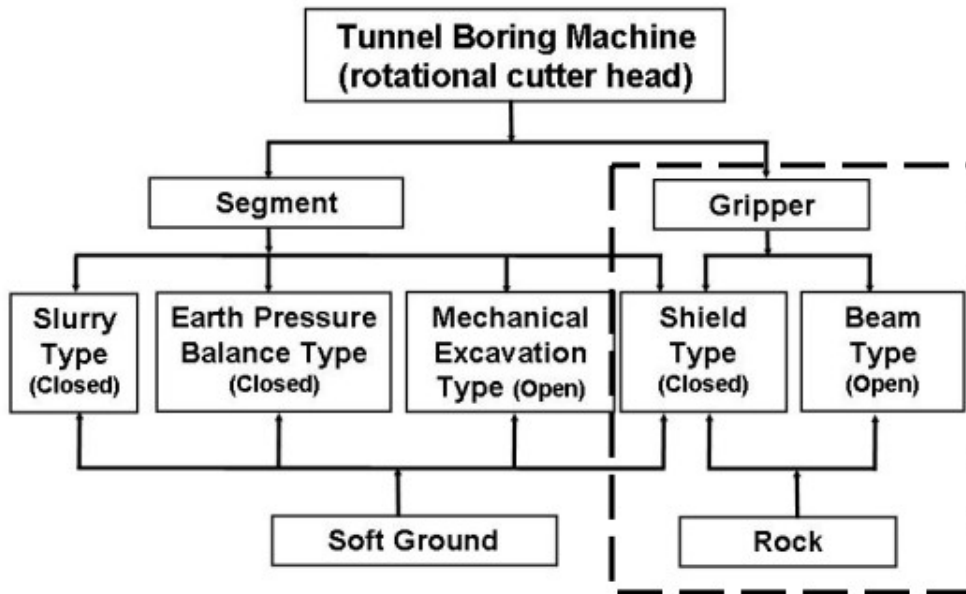 Tunnel Boring Machine
(rotational cutter head)
Segment
Gripper
Slurry
Type
(Closed)
Earth Pressure
Balance Type
(Closed)
Mechanical
Excavation
Type (Open)
Shield
Type
(Closed)
Beam
Type
(Open)
Soft Ground
Rock